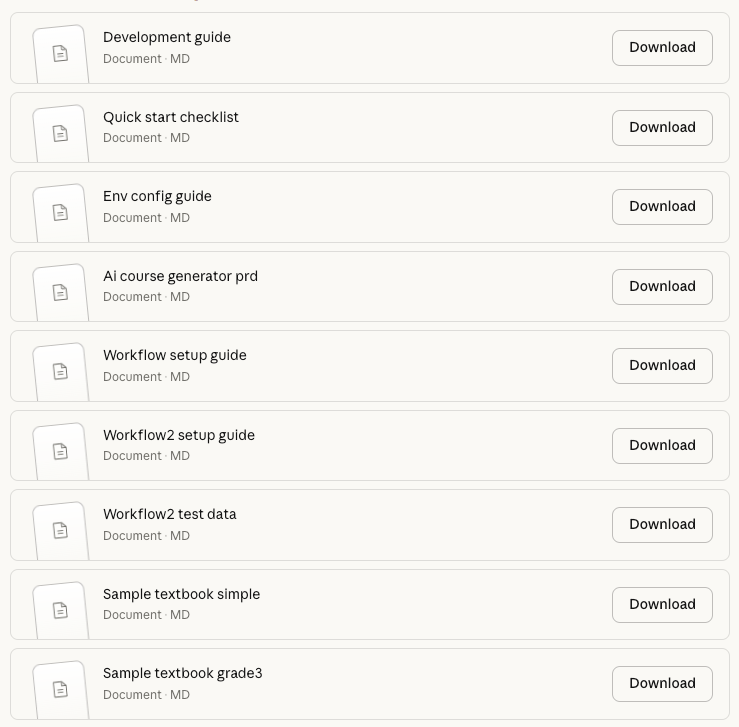 Development guide
Document · MD
Download
Quick start checklist
Document · MD
Download
Env config guide
Document · MD
Download
Ai course generator prd
Document · MD
Download
Workflow setup guide
Document · MD
Download
Workflow2 setup guide
Document · MD
Download
Workflow2 test data
Document · MD
Download
Sample textbook simple
Document · MD
Download
Sample textbook grade3
Document · MD
Download